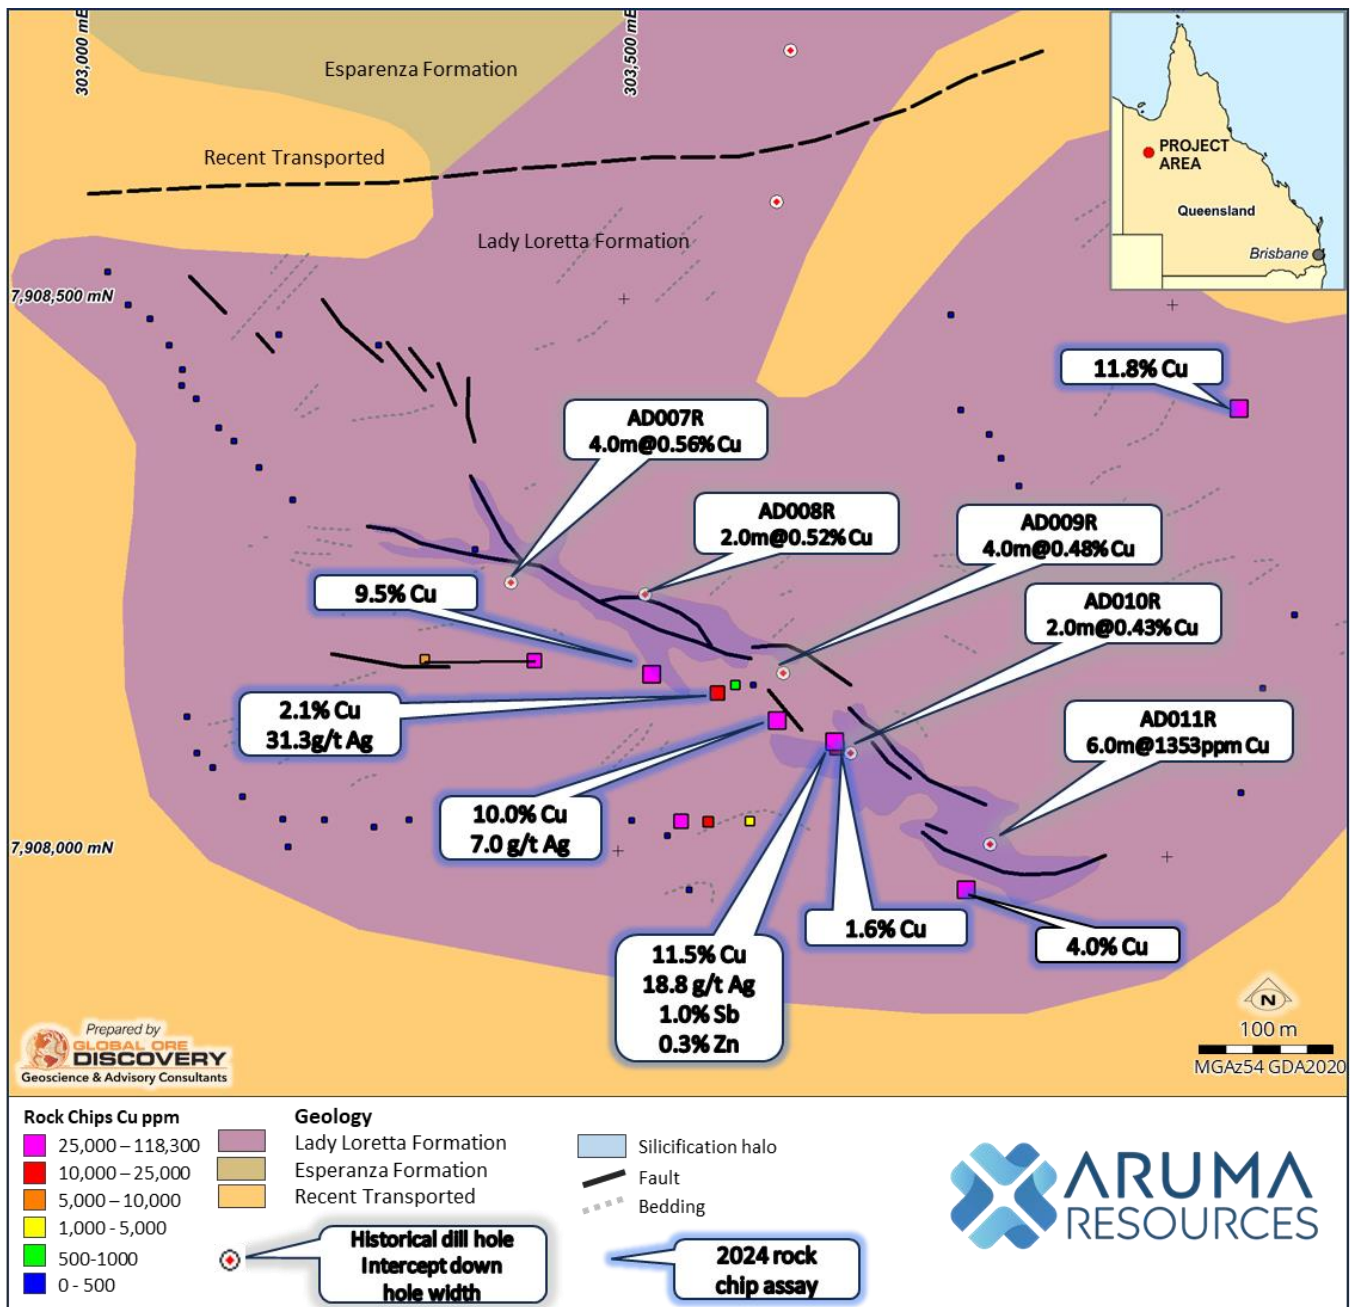 303,000 mE
303,500 mE
Esparenza Formation
Recent Transported
Lady Loretta Formation
PROJECT
AREA
Queensland
Brisbane
7,908,500 mN
11.8% Cu
AD007R
4.0m@0.56% Cu
AD008R
2.0m@0.52% Cu
AD009R
4.0m@0.48% Cu
9.5% Cu
AD010R
2.0m@0.43% Cu
2.1% Cu
31.3g/t Ag
AD011R
6.0m@1353ppm Cu
10.0% Cu
7.0 g/t Ag
7,908,000 mN
1.6% Cu
4.0% Cu
11.5% Cu
18.8 g/t Ag
1.0% Sb
0.3% Zn
N
100 m
MGAz54 GDA2020
Prepared by
GLOBAL ORE
DISCOVERY
Geoscience & Advisory Consultants
Rock Chips Cu ppm
25,000 – 118,300
10,000 – 25,000
5,000 – 10,000
1,000 - 5,000
500-1000
0 - 500
Geology
Lady Loretta Formation
Esperanza Formation
Recent Transported
Historical dill hole
Intercept down
hole width
Silicification halo
Fault
Bedding
2024 rock
chip assay
ARUMA
RESOURCES